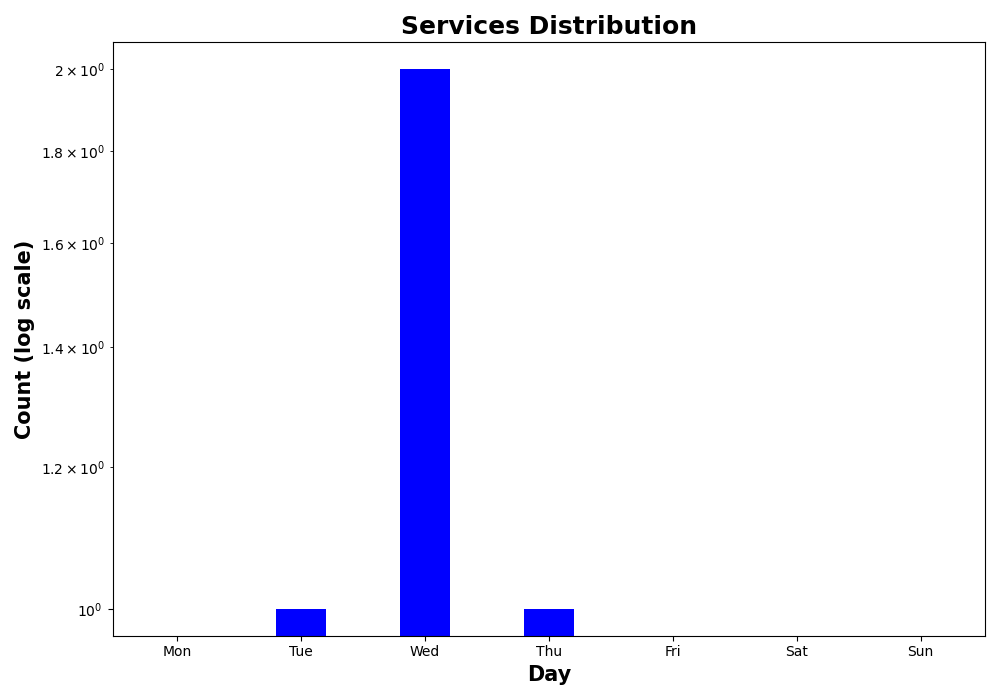 Services Distribution
Count (log scale)
2 × 10⁰
1.8 × 10⁰
1.6 × 10⁰
1.4 × 10⁰
1.2 × 10⁰
10⁰
Mon Tue Wed Thu Fri Sat Sun
Day